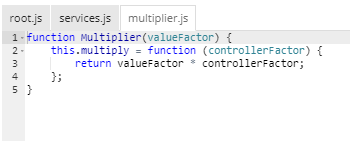 root.js services.js multiplier.js
1 function Multiplier(valueFactor) {
2     this.multiply = function (controllerFactor) {
3         return valueFactor * controllerFactor;
4     };
5 }